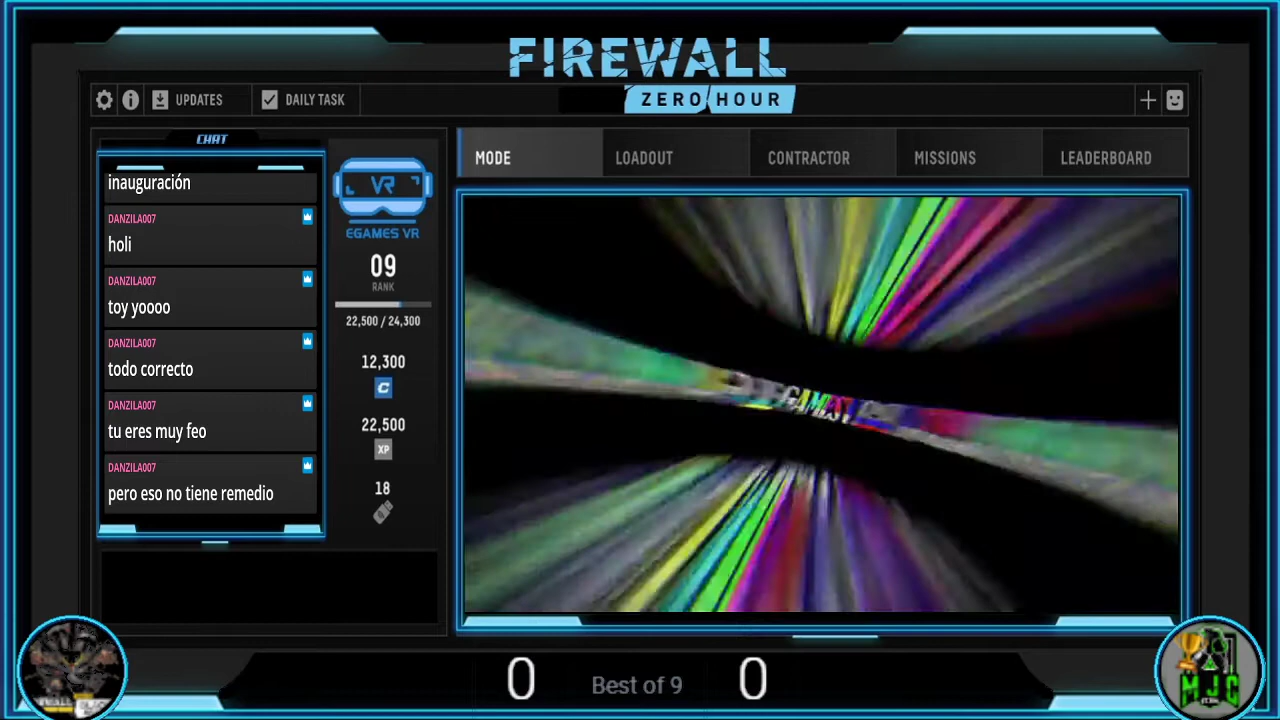 FIREWALL
ZERO HOUR
UPDATES
DAILY TASK
CHAT
inauguración
DANZILA007
holi
DANZILA007
toy yoooo
DANZILA007
todo correcto
DANZILA007
tu eres muy feo
DANZILA007
pero eso no tiene remedio
VR
EGAMES VR
09
RANK
22,500 / 24,300
12,300
C
22,500
XP
18
MODE
LOADOUT
CONTRACTOR
MISSIONS
LEADERBOARD
GAMES
0
Best of 9
0
MJC